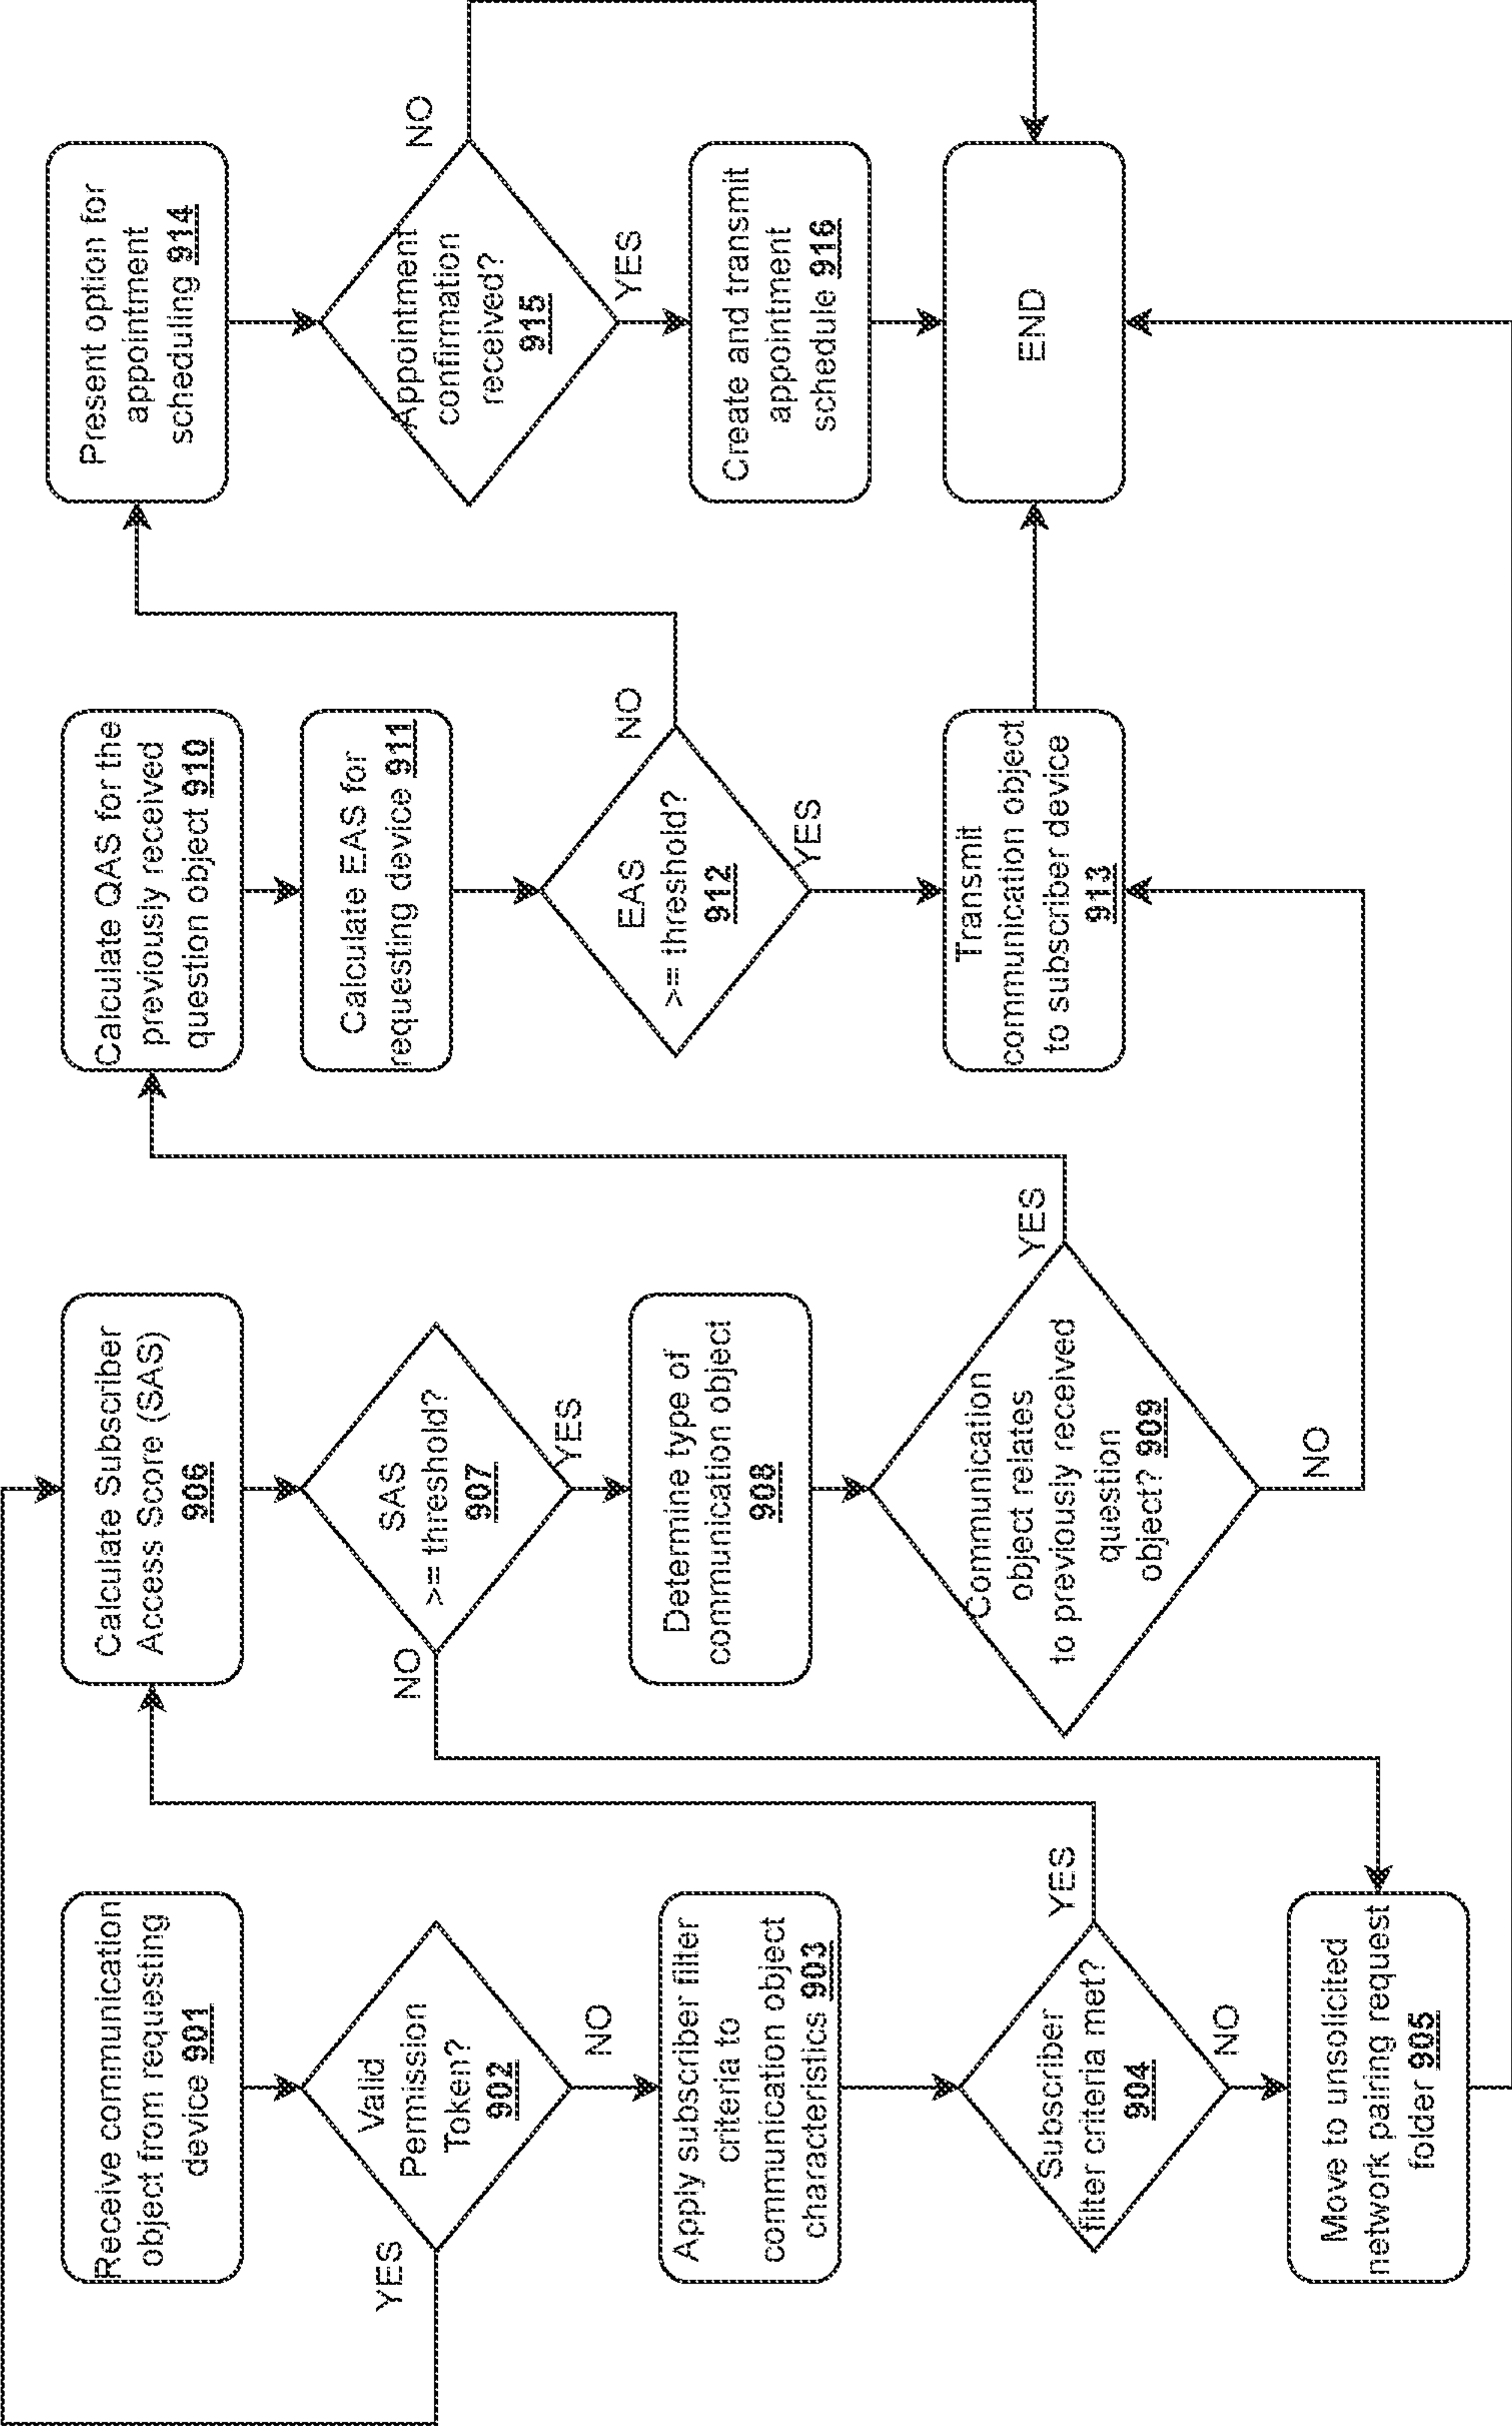 Receive communication
object from requesting
device 901
Valid
Permission
Token?
902
YES
NO
Apply subscriber filter
criteria to
communication object
characteristics 903
Subscriber
filter criteria met?
904
YES
NO
Move to unsolicited
network pairing request
folder 905
Calculate Subscriber
Access Score (SAS)
906
SAS
>= threshold?
907
NO
YES
Determine type of
communication object
908
Communication
object relates
to previously received
question
object? 909
YES
NO
Calculate QAS for the
previously received
question object 910
Calculate EAS for
requesting device 911
EAS
>= threshold?
912
NO
YES
Transmit
communication object
to subscriber device
913
Present option for
appointment
scheduling 914
Appointment
confirmation
received?
915
NO
YES
Create and transmit
appointment
schedule 916
END